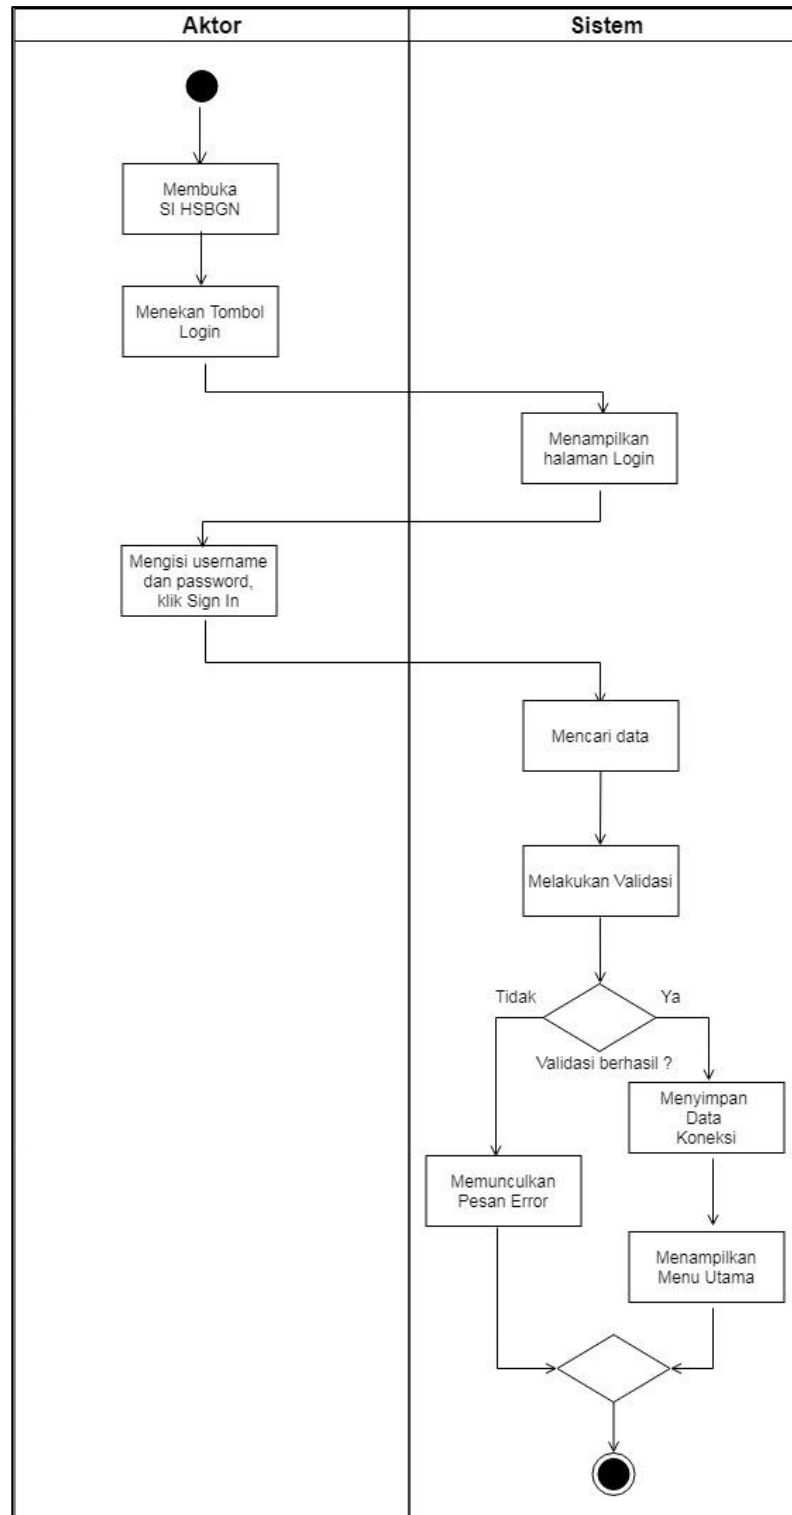 Aktor
Sistem
Membuka
SI HSBGN
Menekan Tombol
Login
Menampilkan
halaman Login
Mengisi username
dan password,
klik Sign In
Mencari data
Melakukan Validasi
Tidak
Ya
Validasi berhasil ?
Menyimpan
Data
Koneksi
Memunculkan
Pesan Error
Menampilkan
Menu Utama